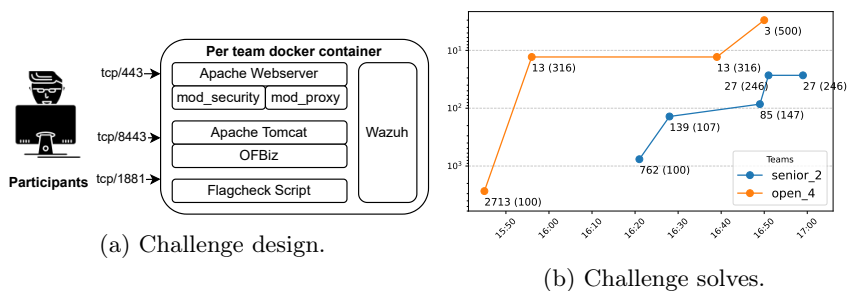 Per team docker container
tcp/443
Apache Webserver
mod_security
mod_proxy
tcp/8443
Apache Tomcat
OFBiz
Wazuh
Participants
tcp/1881
Flagcheck Script
(a) Challenge design.
10¹
10²
10³
3 (500)
13 (316)
13 (316)
27 (246)
27 (246)
85 (147)
139 (107)
762 (100)
2713 (100)
Teams
senior_2
open_4
15:50
16:00
16:10
16:20
16:30
16:40
16:50
17:00
(b) Challenge solves.